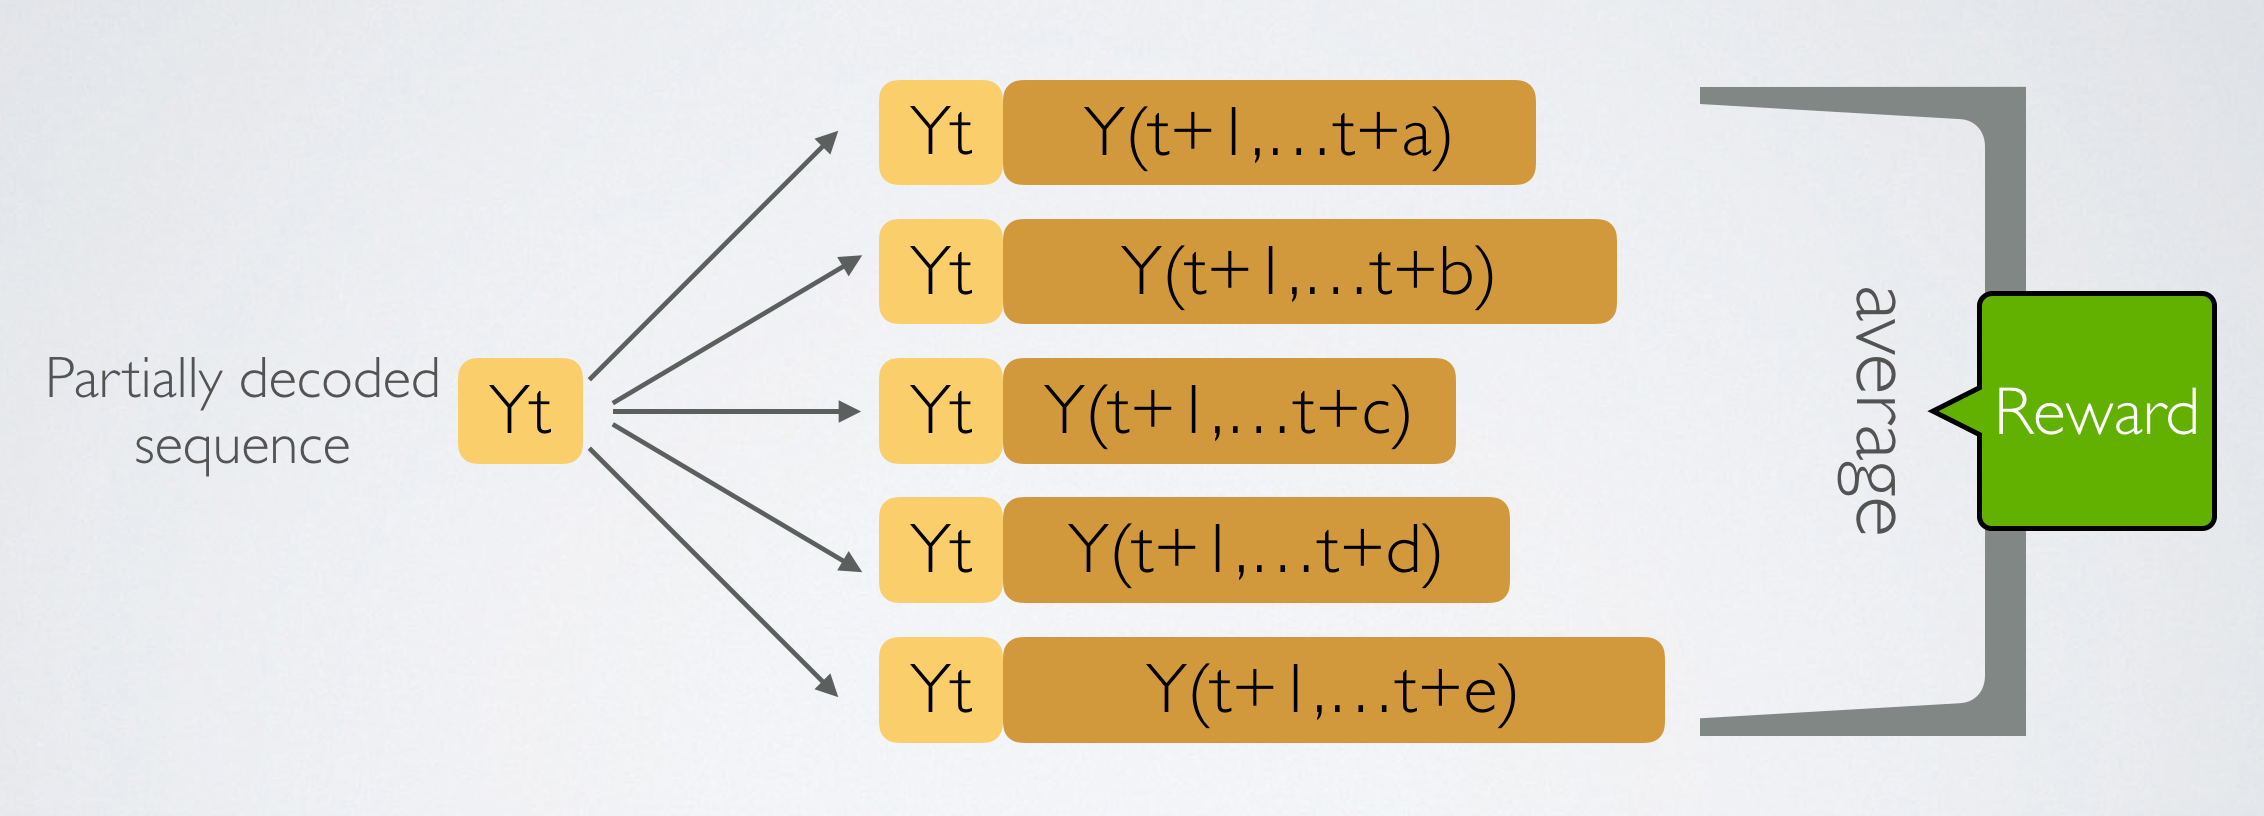 Partially decoded
sequence
Yt
Yt Y(t+1,...t+a)
Yt Y(t+1,...t+b)
Yt Y(t+1,...t+c)
Yt Y(t+1,...t+d)
Yt Y(t+1,...t+e)
average
Reward